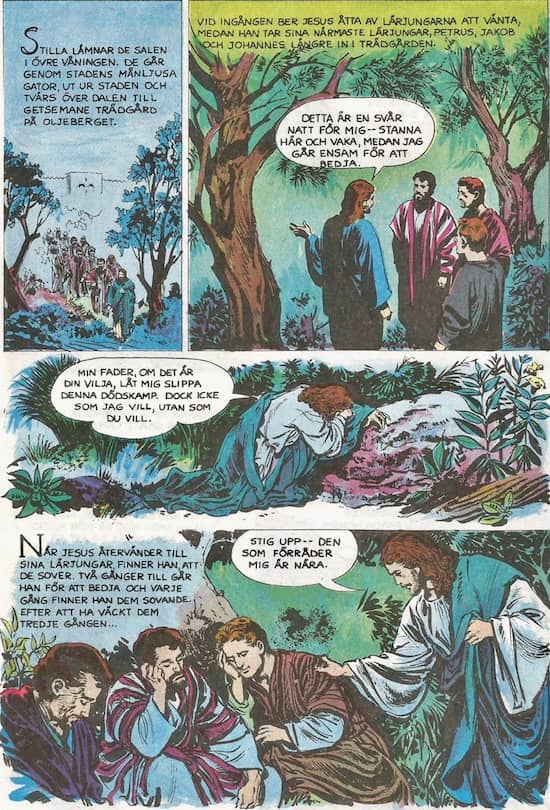 STILLA LÄMNAR DE SALEN
I ÖVRE VÅNINGEN. DE GÅR
GENOM STADENS MÅNLJUSA
GATOR, UT UR STADEN OCH
TVÄRS ÖVER DALEN TILL
GETSEMANE TRÄDGÅRD
PÅ OLJEBERGET.
VID INGÅNGEN BER JESUS ÅTTA AV LÄRJUNGARNA ATT VÄNTA,
MEDAN HAN TAR SINA NÄRMASTE LÄRJUNGAR, PETRUS, JAKOB
OCH JOHANNES LÄNGRE IN I TRÄDGÅRDEN.
DETTA ÄR EN SVÅR
NATT FÖR MIG-- STANNA
HÄR OCH VAKA, MEDAN JAG
GÅR ENSAM FÖR ATT
BEDJA.
MIN FADER, OM DET ÄR
DIN VILJA, LÅT MIG SLIPPA
DENNA DÖDSKAMP. DOCK ICKE
SOM JAG VILL, UTAN SOM
DU VILL.
NÄR JESUS ÅTERVÄNDER TILL
SINA LÄRJUNGAR, FINNER HAN, ATT
DE SOVER. TVÅ GÅNGER TILL GÅR
HAN FÖR ATT BEDJA OCH VARJE
GÅNG FINNER HAN DEM SOVANDE.
EFTER ATT HA VÄCKT DEM
TREDJE GÅNGEN...
STIG UPP-- DEN
SOM FÖRRÅDER
MIG ÄR NÄRA.